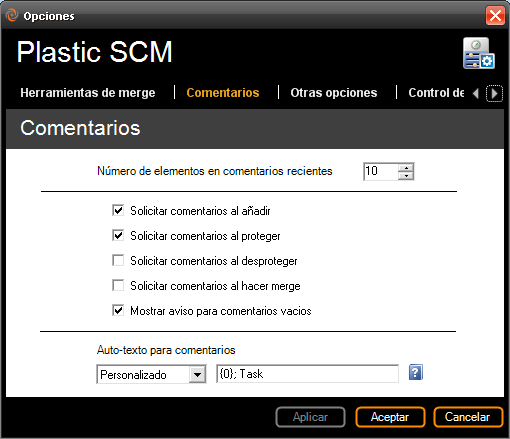 Opciones
Plastic SCM
Herramientas de merge Comentarios Otras opciones Control de
Comentarios
Número de elementos en comentarios recientes 10
Solicitar comentarios al añadir
Solicitar comentarios al proteger
Solicitar comentarios al desproteger
Solicitar comentarios al hacer merge
Mostrar aviso para comentarios vacios
Auto-texto para comentarios
Personalizado {0}; Task ?
Aplicar Aceptar Cancelar